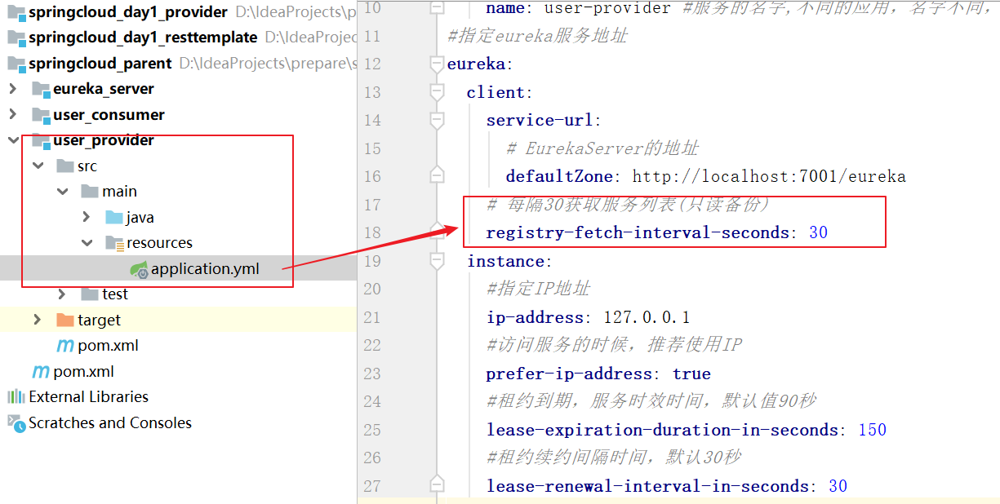 springcloud_day1_provider D:\IdeaProjects\p
springcloud_day1_resttemplate D:\IdeaProjec
springcloud_parent D:\IdeaProjects\prepare\s
eureka_server
user_consumer
user_provider
src
main
java
resources
application.yml
test
target
pom.xml
pom.xml
External Libraries
Scratches and Consoles
10 name: user-provider #服务的名字,不同的应用，名字不同，
11 #指定eureka服务地址
12 eureka:
13 client:
14 service-url:
15 # EurekaServer的地址
16 defaultZone: http://localhost:7001/eureka
17 # 每隔30获取服务列表(只读备份)
18 registry-fetch-interval-seconds: 30
19 instance:
20 #指定IP地址
21 ip-address: 127.0.0.1
22 #访问服务的时候，推荐使用IP
23 prefer-ip-address: true
24 #租约到期，服务时效时间，默认值90秒
25 lease-expiration-duration-in-seconds: 150
26 #租约续约间隔时间，默认30秒
27 lease-renewal-interval-in-seconds: 30